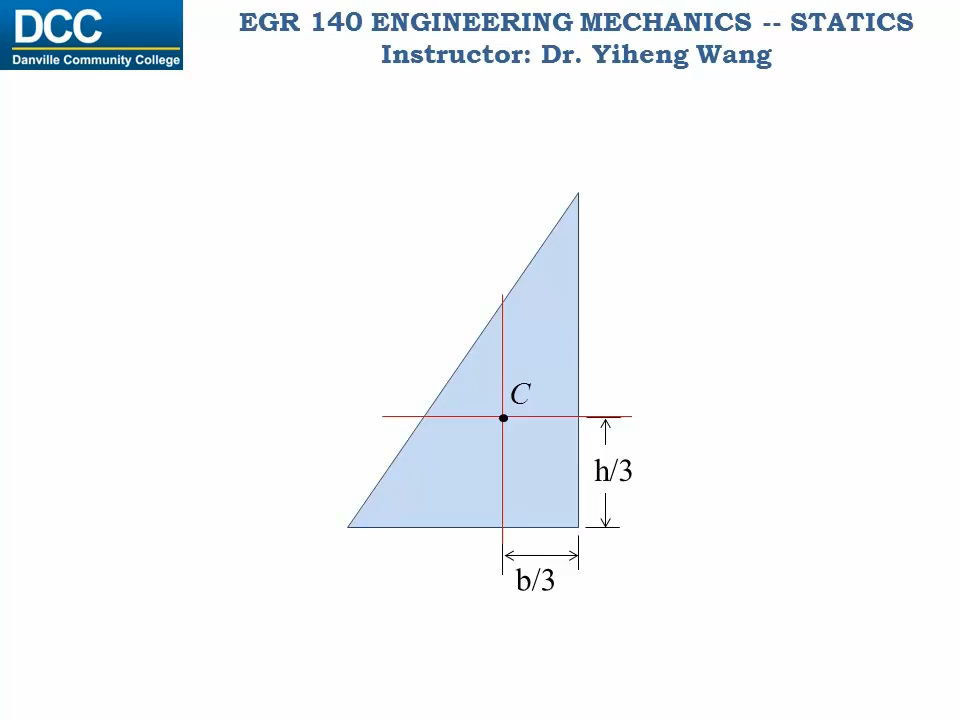 DCC
Danville Community College
EGR 140 ENGINEERING MECHANICS -- STATICS
Instructor: Dr. Yiheng Wang
C
h/3
b/3